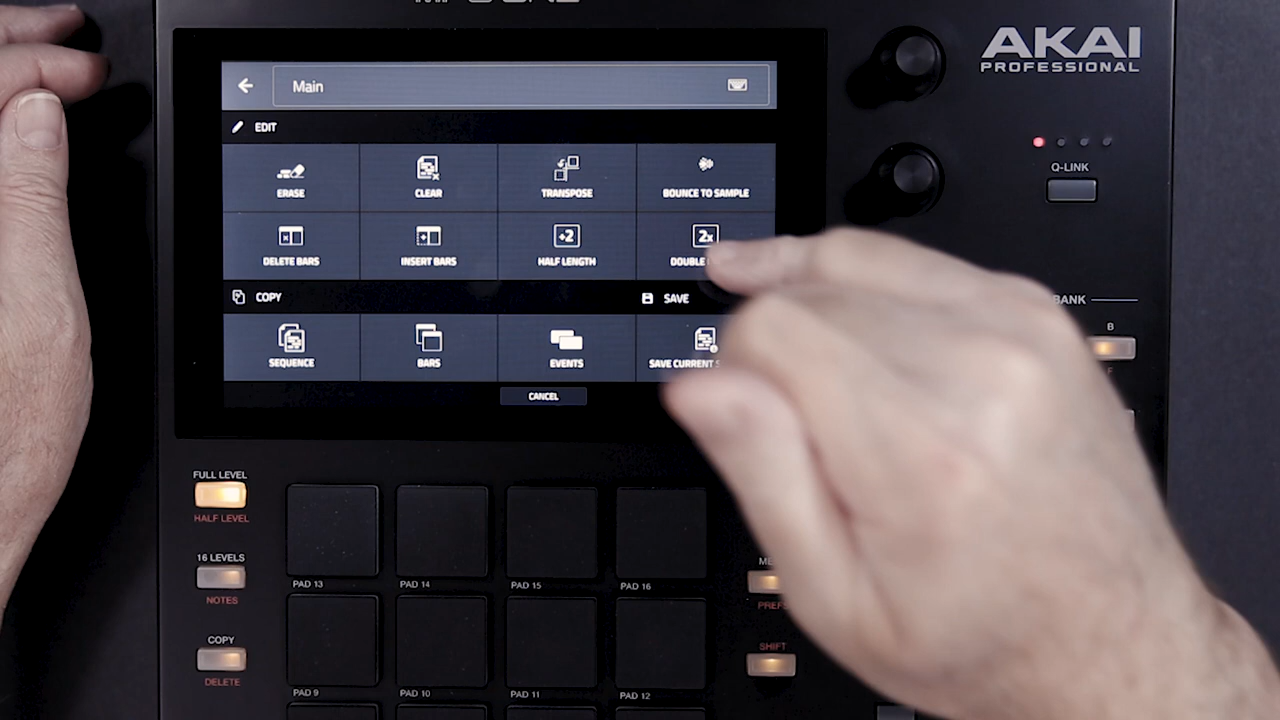 AKAI
PROFESSIONAL
Main
EDIT
ERASE
CLEAR
TRANSPOSE
BOUNCE TO SAMPLE
Q-LINK
DELETE BARS
INSERT BARS
÷2
HALF LENGTH
2x
DOUBLE
COPY
SAVE
BANK
B
SEQUENCE
BARS
EVENTS
SAVE CURRENT
CANCEL
FULL LEVEL
HALF LEVEL
16 LEVELS
NOTES
PAD 13
PAD 14
PAD 15
PAD 16
COPY
DELETE
SHIFT
PAD 9
PAD 10
PAD 11
PAD 12